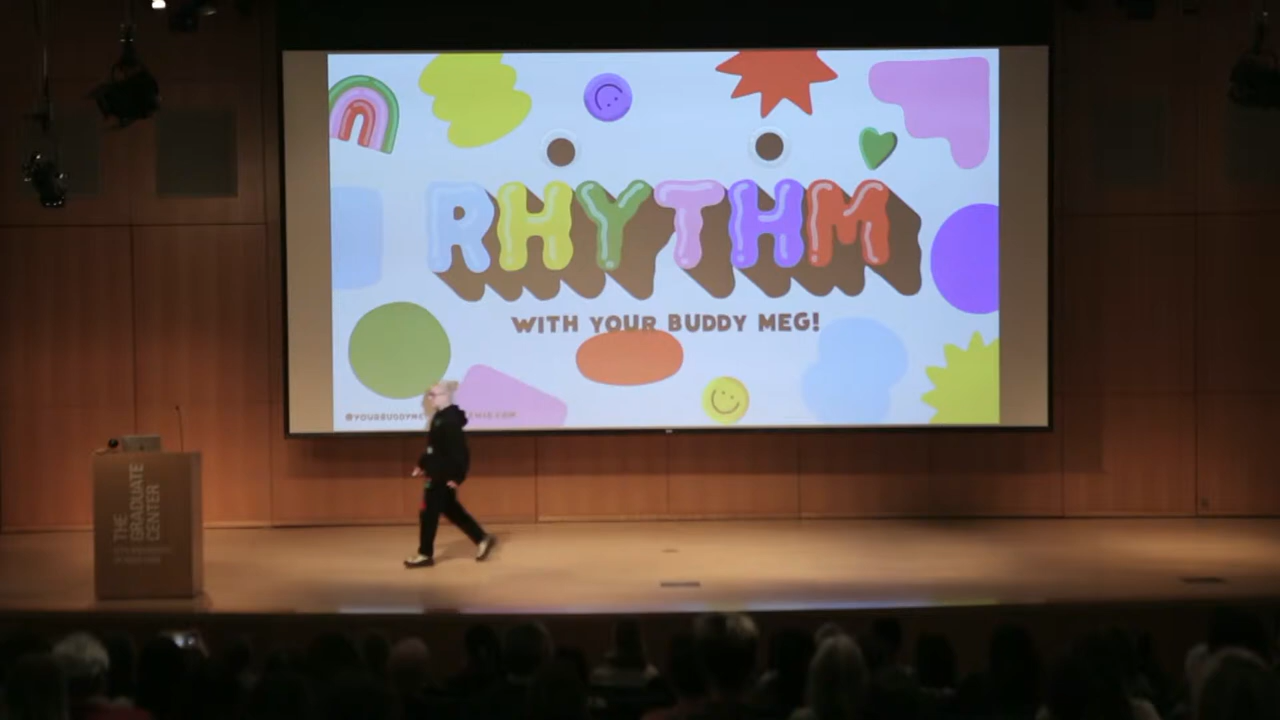 RHYTHM
WITH YOUR BUDDY MEG!
THE
GRADUATE
CENTER